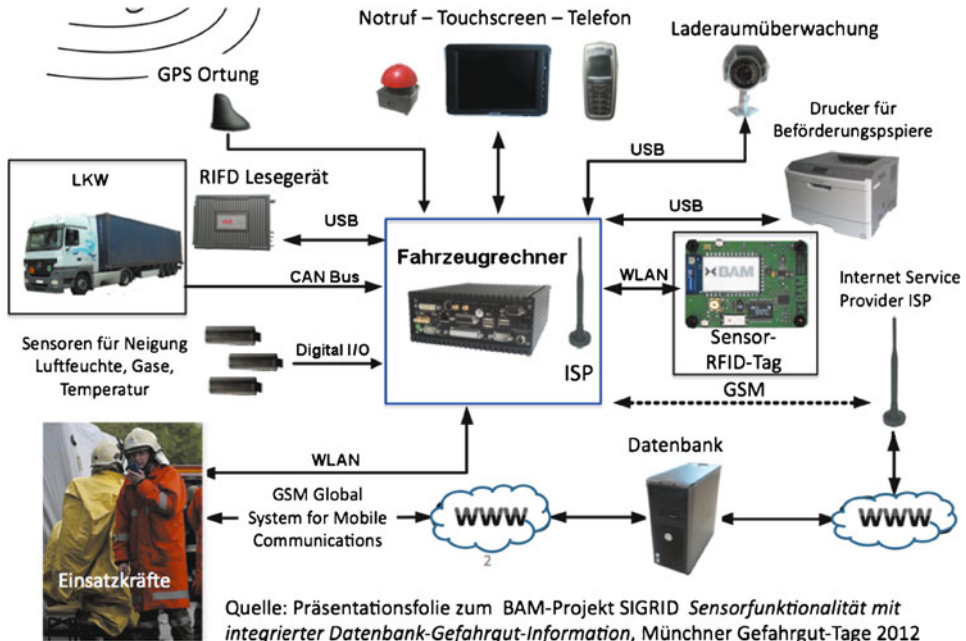 Notruf – Touchscreen – Telefon
Laderaumüberwachung
GPS Ortung
Drucker für
Beförderungspspiere
USB
LKW
RIFD Lesegerät
USB
USB
Fahrzeugrechner
WLAN
BAM
Internet Service
Provider ISP
CAN Bus
Sensoren für Neigung
Luftfeuchte, Gase,
Temperatur
Digital I/O
ISP
Sensor-
RFID-Tag
GSM
WLAN
Datenbank
GSM Global
System for Mobile
Communications
WWW
2
WWW
Einsatzkräfte
Quelle: Präsentationsfolie zum BAM-Projekt SIGRID Sensorfunktionalität mit
integrierter Datenbank-Gefahrgut-Information, Münchner Gefahrgut-Tage 2012